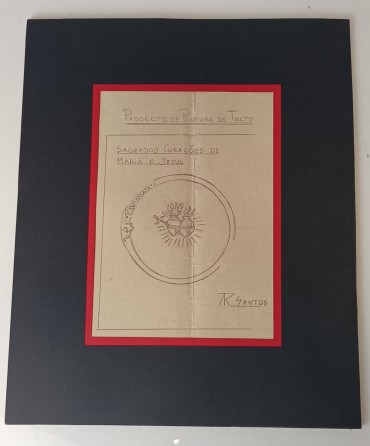 PROJECTO DE PINTURA DE TECTO
SAGRADOS CORAÇÕES DE
MARIA E JESUS
SANTOS